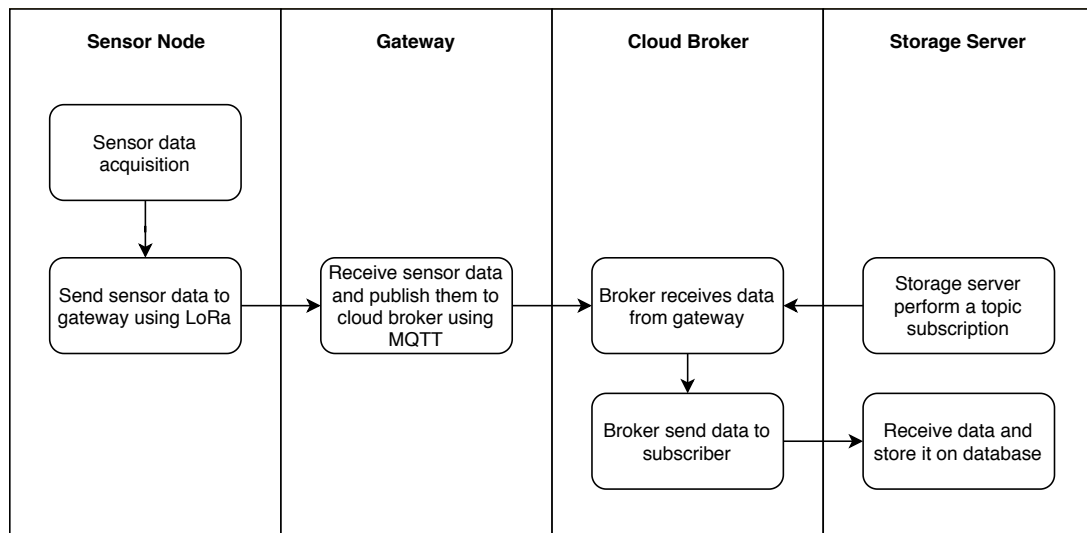 Sensor Node
Gateway
Cloud Broker
Storage Server
Sensor data
acquisition
Send sensor data to
gateway using LoRa
Receive sensor data
and publish them to
cloud broker using
MQTT
Broker receives data
from gateway
Storage server
perform a topic
subscription
Broker send data to
subscriber
Receive data and
store it on database